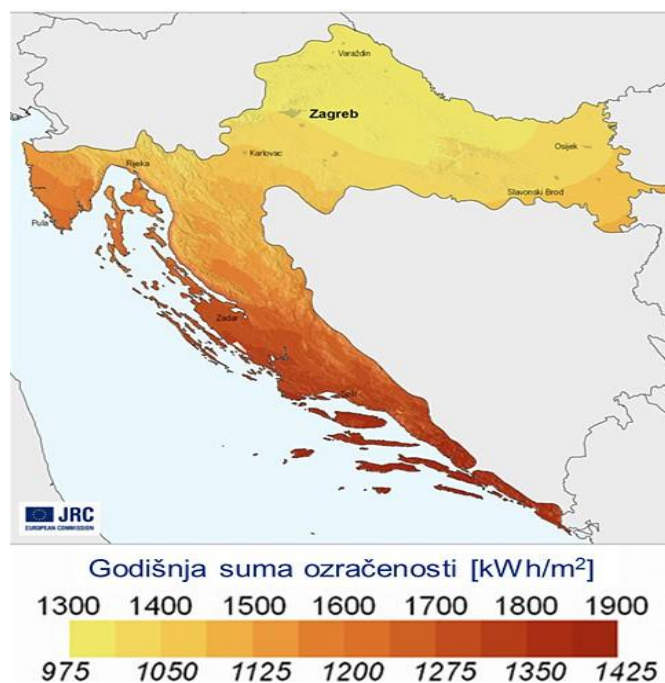 Varaždin
Zagreb
Karlovac
Osijek
Rijeka
Slavonski Brod
Pula
Zadar
Split
JRC
EUROPEAN COMMISSION
Godišnja suma ozračenosti [kWh/m²]
1300 1400 1500 1600 1700 1800 1900
975 1050 1125 1200 1275 1350 1425